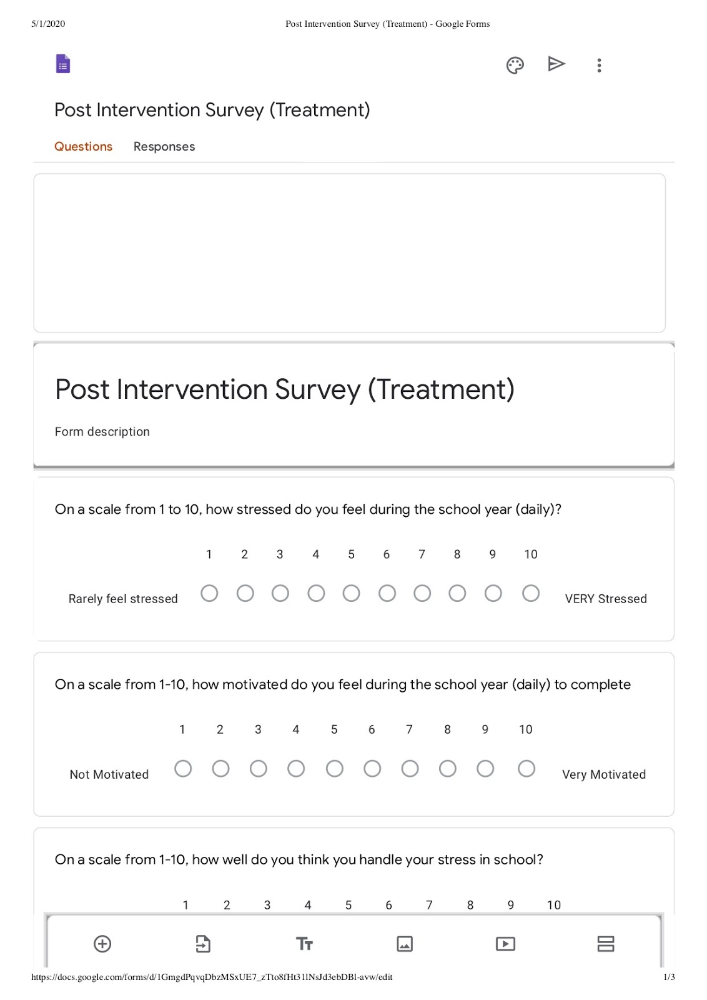 5/1/2020 Post Intervention Survey (Treatment) - Google Forms
Post Intervention Survey (Treatment)
Questions Responses
Post Intervention Survey (Treatment)
Form description
On a scale from 1 to 10, how stressed do you feel during the school year (daily)?
1 2 3 4 5 6 7 8 9 10
Rarely feel stressed VERY Stressed
On a scale from 1-10, how motivated do you feel during the school year (daily) to complete
1 2 3 4 5 6 7 8 9 10
Not Motivated Very Motivated
On a scale from 1-10, how well do you think you handle your stress in school?
1 2 3 4 5 6 7 8 9 10
Tт
https://docs.google.com/forms/d/1GmgdPqvqDbzMSxUE7_zTto8fHt31lNsJd3ebDBl-avw/edit 1/3